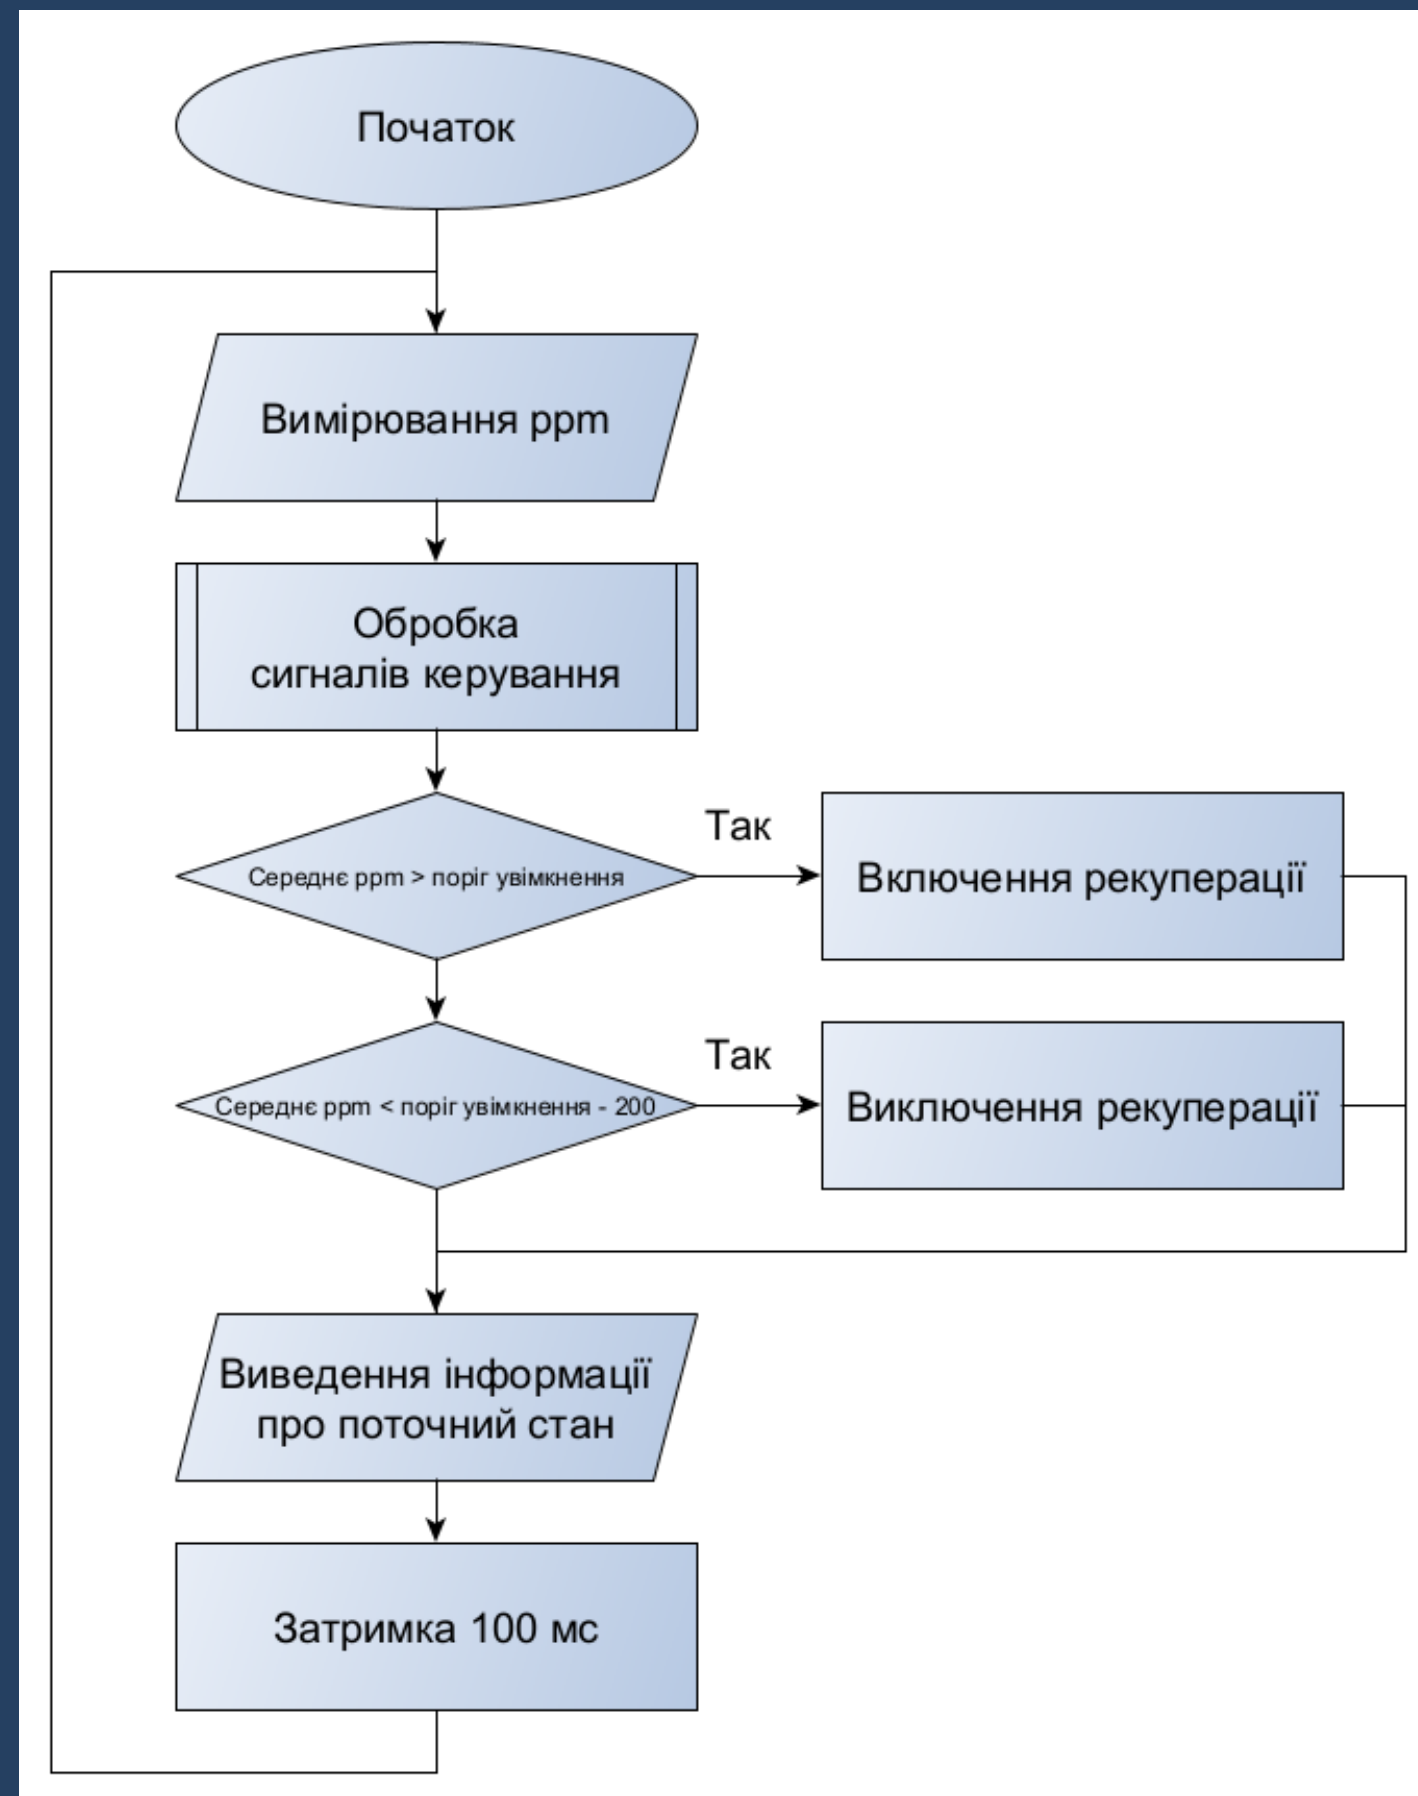 Початок
Вимірювання ppm
Обробка
сигналів керування
Середнє ppm > поріг увімкнення
Так
Включення рекуперації
Середнє ppm < поріг увімкнення - 200
Так
Виключення рекуперації
Виведення інформації
про поточний стан
Затримка 100 мс